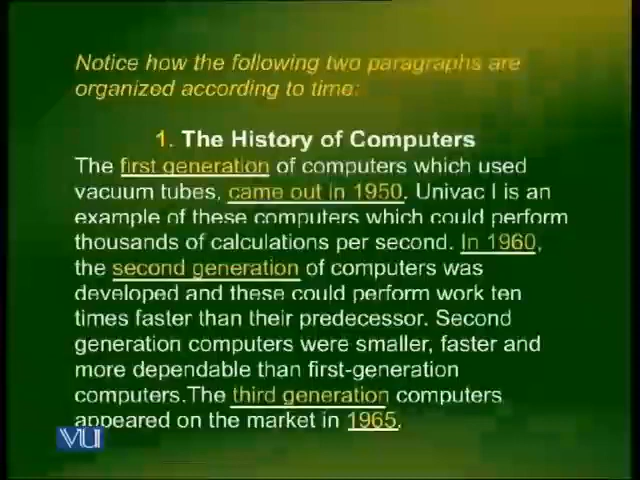 Notice how the following two paragraphs are
organized according to time:
1. The History of Computers
The first generation of computers which used
vacuum tubes, came out in 1950. Univac I is an
example of these computers which could perform
thousands of calculations per second. In 1960,
the second generation of computers was
developed and these could perform work ten
times faster than their predecessor. Second
generation computers were smaller, faster and
more dependable than first-generation
computers.The third generation computers
appeared on the market in 1965.
VU